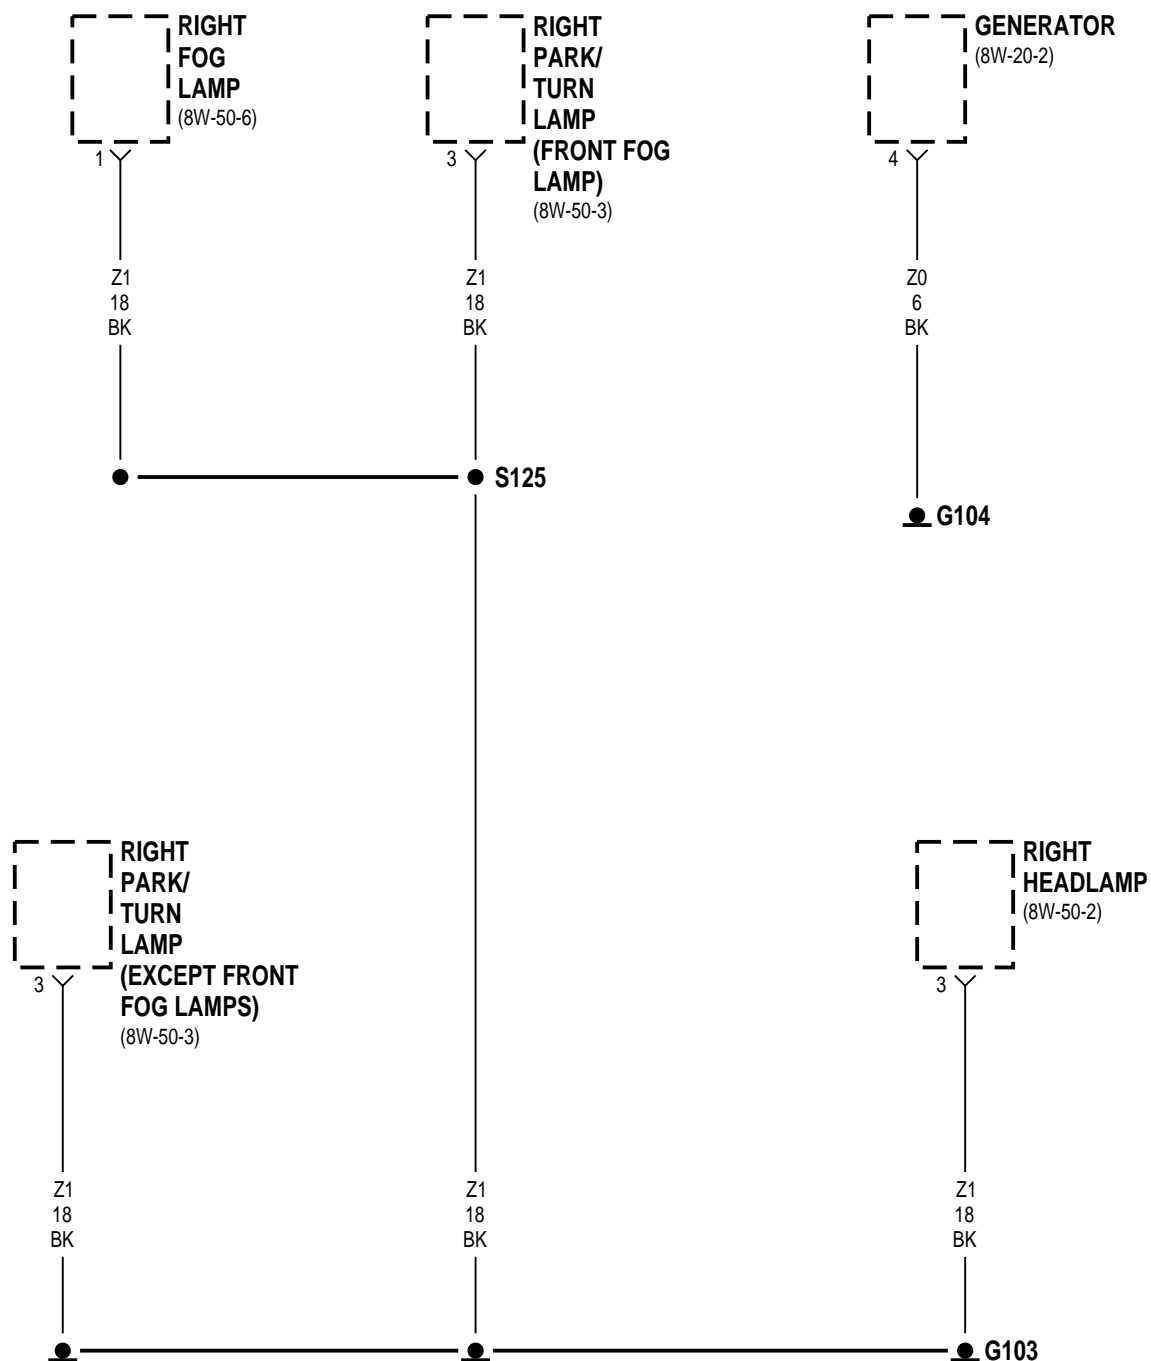 RIGHT
FOG
LAMP
(8W-50-6)
RIGHT
PARK/
TURN
LAMP
(FRONT FOG
LAMP)
(8W-50-3)
GENERATOR
(8W-20-2)
1
3
4
Z1
18
BK
Z1
18
BK
Z0
6
BK
S125
G104
RIGHT
PARK/
TURN
LAMP
(EXCEPT FRONT
FOG LAMPS)
(8W-50-3)
RIGHT
HEADLAMP
(8W-50-2)
3
3
Z1
18
BK
Z1
18
BK
Z1
18
BK
G103